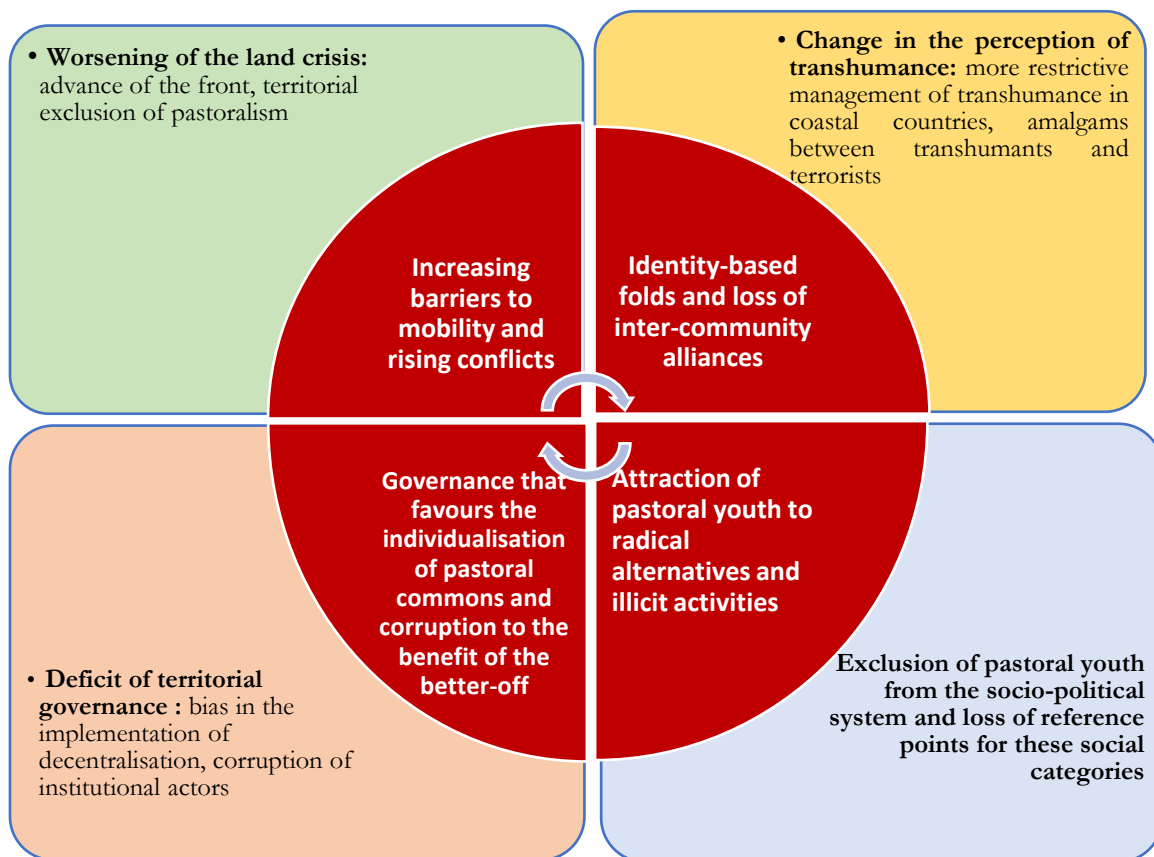 • Worsening of the land crisis:
advance of the front, territorial
exclusion of pastoralism
• Change in the perception of
transhumance: more restrictive
management of transhumance in
coastal countries, amalgams
between transhumants and
terrorists
Increasing
barriers to
mobility and
rising conflicts
Identity-based
folds and loss of
inter-community
alliances
Governance that
favours the
individualisation
of pastoral
commons and
corruption to the
benefit of the
better-off
Attraction of
pastoral youth to
radical
alternatives and
illicit activities
• Deficit of territorial
governance : bias in the
implementation of
decentralisation, corruption of
institutional actors
Exclusion of pastoral youth
from the socio-political
system and loss of reference
points for these social
categories